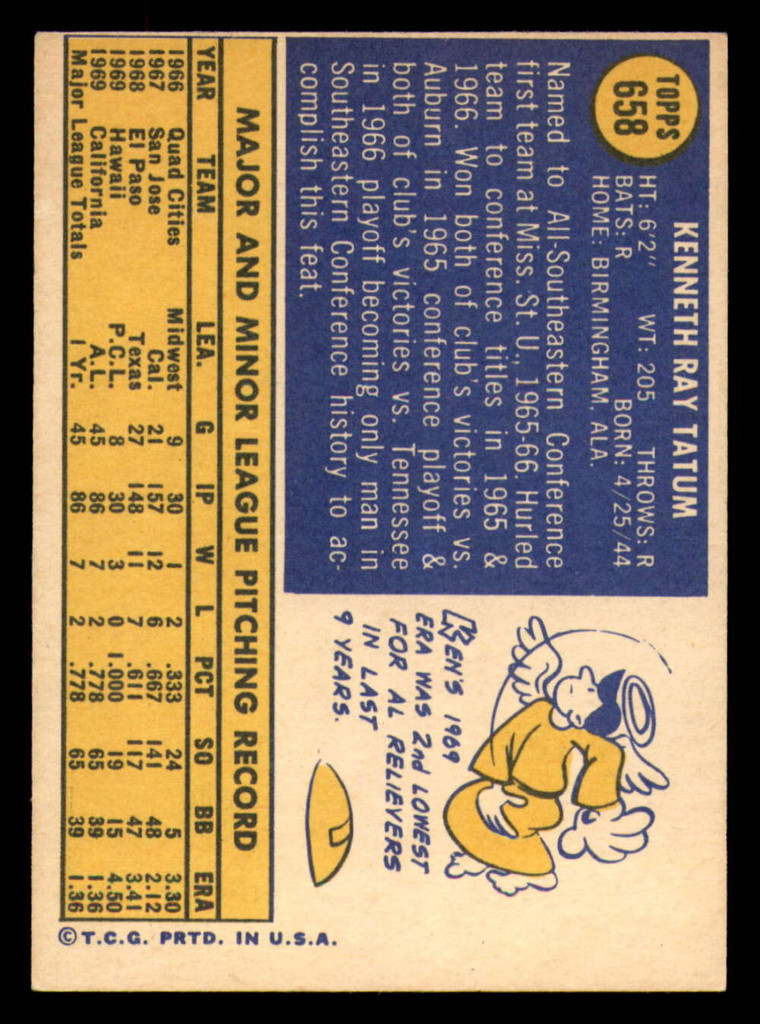 TOPPS
658
KENNETH RAY TATUM
HT: 6'2" WT: 205 THROWS: R
BATS: R BORN: 4/25/44
HOME: BIRMINGHAM, ALA.
Named to All-Southeastern Conference
first team at Miss. St. U., 1965-66. Hurled
team to conference titles in 1965 &
1966. Won both of club's victories vs.
Auburn in 1965 conference playoff &
both of club's victories vs. Tennessee
in 1966 playoff becoming only man in
Southeastern Conference history to ac-
complish this feat.
KEN'S 1969
ERA WAS 2nd LOWEST
FOR AL RELIEVERS
IN LAST
9 YEARS.
MAJOR AND MINOR LEAGUE PITCHING RECORD
YEAR TEAM LEA. G IP W L PCT SO BB ERA
1966 Quad Cities Midwest 9 30 1 2 .333 24 5 3.30
1967 San Jose Cal. 21 157 12 6 .667 141 48 2.12
1968 El Paso Texas 27 148 11 7 .611 117 47 3.41
1969 Hawaii P.C.L. 8 30 3 0 1.000 19 15 4.50
1969 California A.L. 45 86 7 2 .778 65 39 1.36
Major League Totals 1 Yr. 45 86 7 2 .778 65 39 1.36
© T.C.G. PRTD. IN U.S.A.